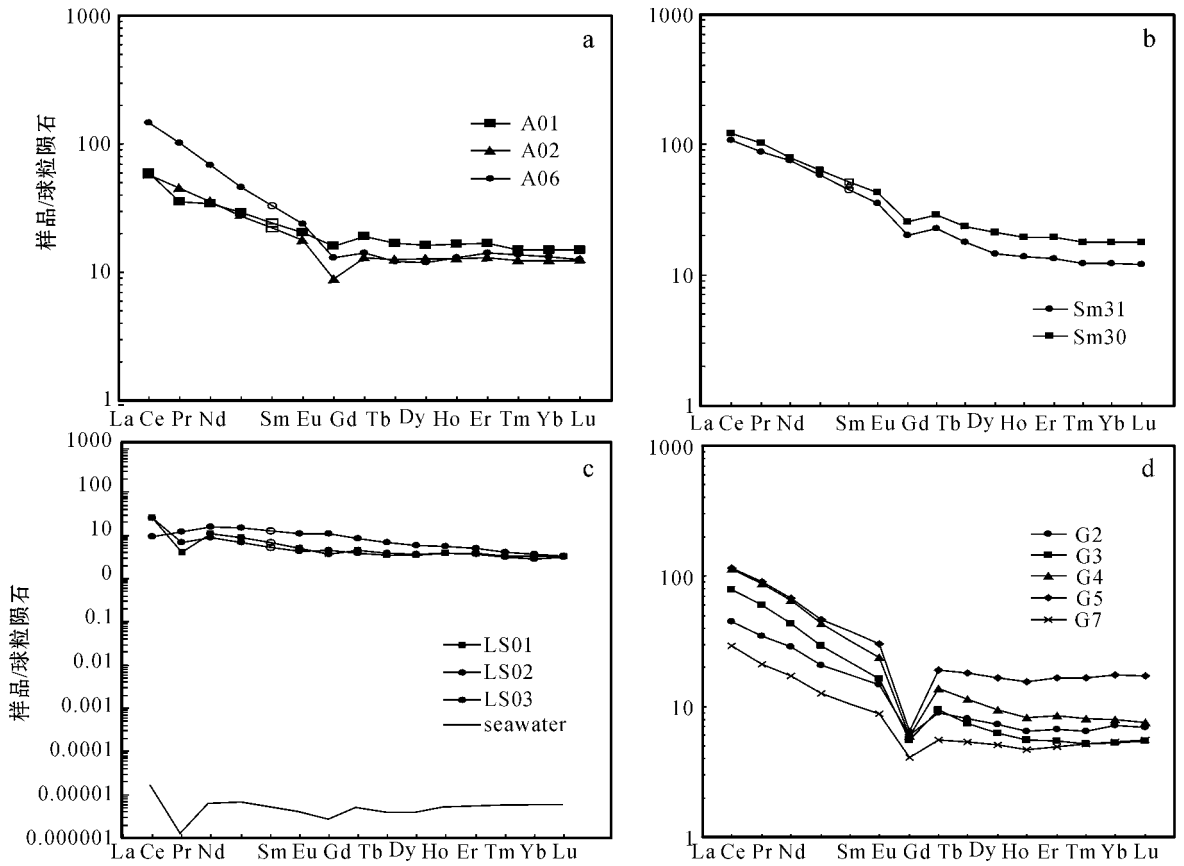 1000
100
10
1
样品/球粒陨石
a
A01
A02
A06
La Ce Pr Nd Sm Eu Gd Tb Dy Ho Er Tm Yb Lu
1000
100
10
1
b
Sm31
Sm30
La Ce Pr Nd Sm Eu Gd Tb Dy Ho Er Tm Yb Lu
1000
100
10
0
0.1
0.01
0.001
0.0001
0.00001
0.000001
样品/球粒陨石
c
LS01
LS02
LS03
seawater
La Ce Pr Nd Sm Eu Gd Tb Dy Ho Er Tm Yb Lu
1000
100
10
1
d
G2
G3
G4
G5
G7
La Ce Pr Nd Sm Eu Gd Tb Dy Ho Er Tm Yb Lu